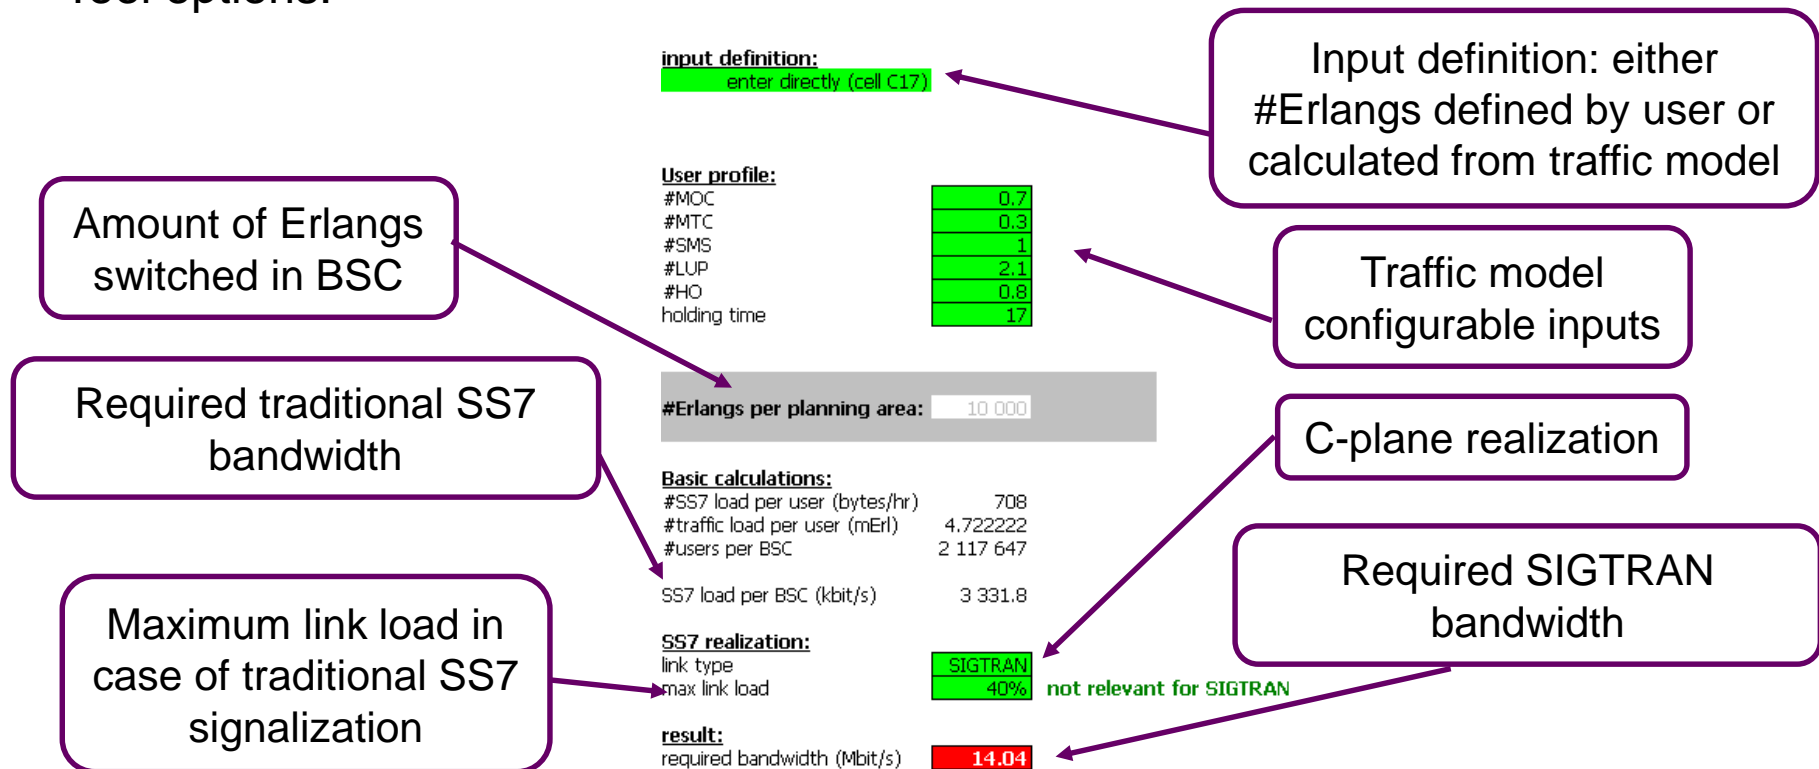 Tool options:
input definition:
enter directly (cell C17)
Input definition: either
#Erlangs defined by user or
calculated from traffic model
User profile:
#MOC 0.7
#MTC 0.3
#SMS 1
#LUP 2.1
#HO 0.8
holding time 17
Amount of Erlangs
switched in BSC
Traffic model
configurable inputs
#Erlangs per planning area: 10 000
Required traditional SS7
bandwidth
C-plane realization
Basic calculations:
#SS7 load per user (bytes/hr) 708
#traffic load per user (mErl) 4.722222
#users per BSC 2 117 647
SS7 load per BSC (kbit/s) 3 331.8
Required SIGTRAN
bandwidth
Maximum link load in
case of traditional SS7
signalization
SS7 realization:
link type SIGTRAN
max link load 40% not relevant for SIGTRAN
result:
required bandwidth (Mbit/s) 14.04